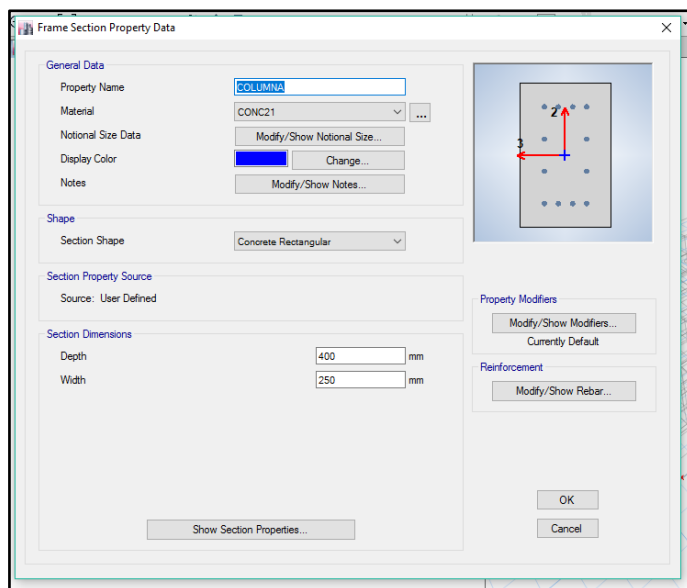 Frame Section Property Data
General Data
Property Name COLUMNA
Material CONC21 ...
Notional Size Data Modify/Show Notional Size...
Display Color Change...
Notes Modify/Show Notes...
Shape
Section Shape Concrete Rectangular
Section Property Source
Source: User Defined
Section Dimensions
Depth 400 mm
Width 250 mm
Show Section Properties...
2
3
Property Modifiers
Modify/Show Modifiers...
Currently Default
Reinforcement
Modify/Show Rebar...
OK
Cancel